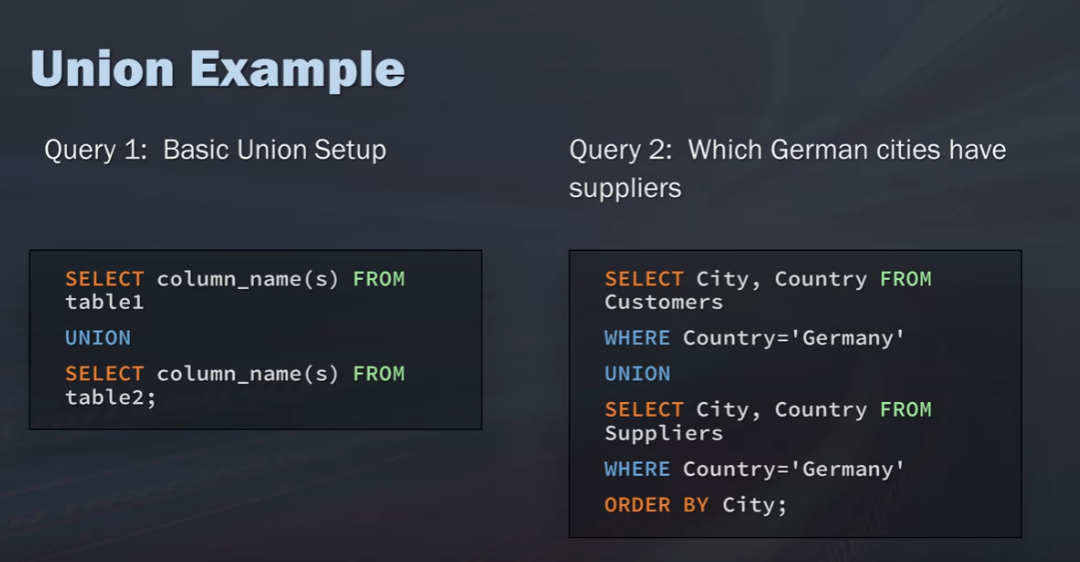 Union Example
Query 1:  Basic Union Setup
SELECT column_name(s) FROM
table1
UNION
SELECT column_name(s) FROM
table2;
Query 2:  Which German cities have
suppliers
SELECT City, Country FROM
Customers
WHERE Country='Germany'
UNION
SELECT City, Country FROM
Suppliers
WHERE Country='Germany'
ORDER BY City;